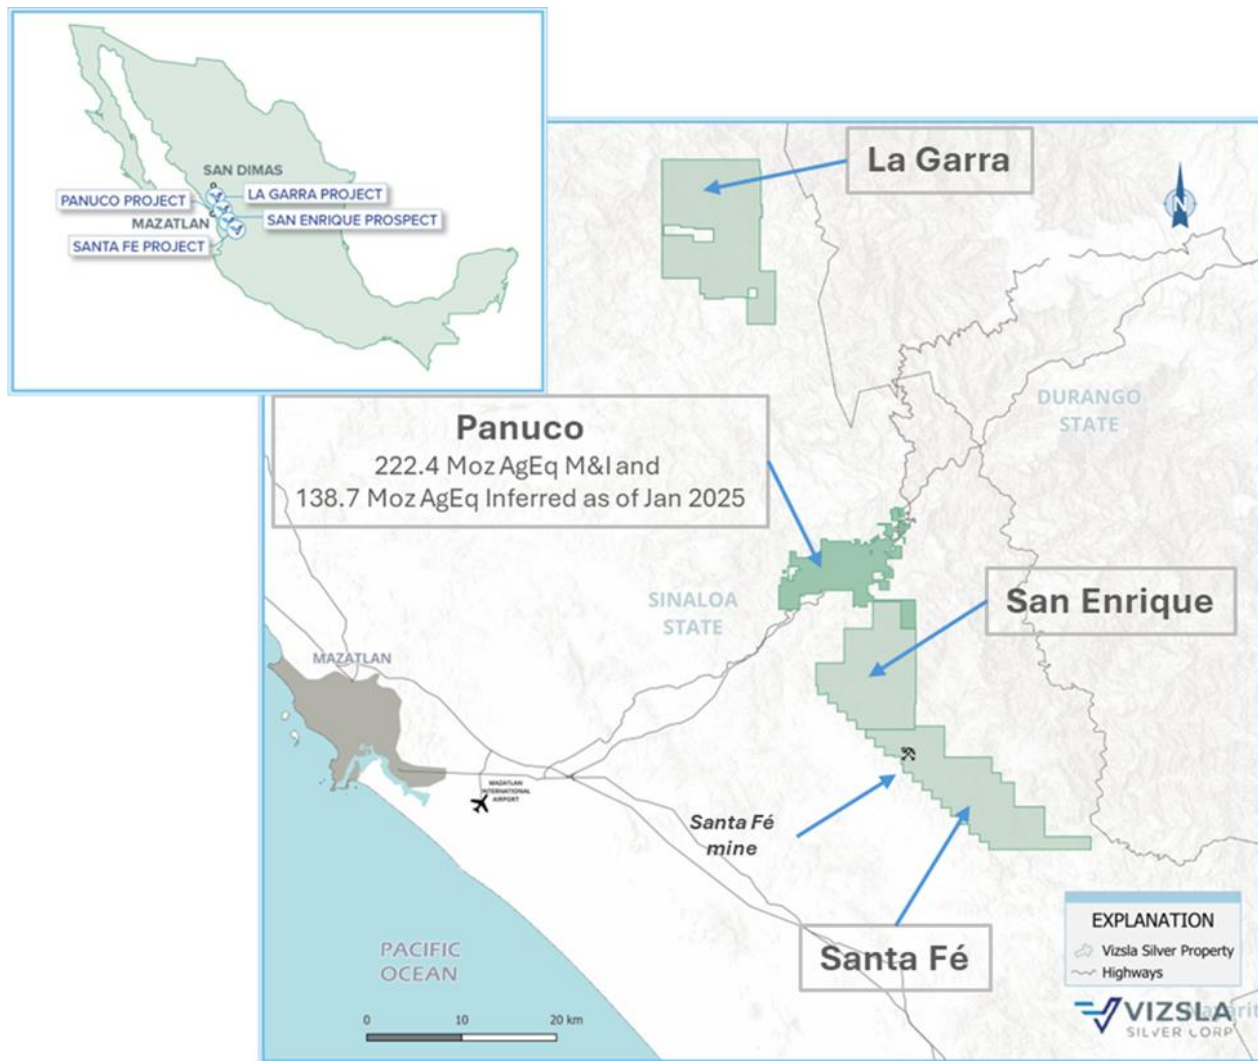 SAN DIMAS
PANUCO PROJECT
LA GARRA PROJECT
MAZATLAN
SAN ENRIQUE PROSPECT
SANTA FE PROJECT
La Garra
N
DURANGO
STATE
Panuco
222.4 Moz AgEq M&I and
138.7 Moz AgEq Inferred as of Jan 2025
SINALOA
STATE
San Enrique
MAZATLAN
MAZATLAN
INTERNATIONAL
AIRPORT
Santa Fé
mine
Santa Fé
PACIFIC
OCEAN
0 10 20 km
EXPLANATION
Vizsla Silver Property
Highways
VIZSLA
SILVER CORP